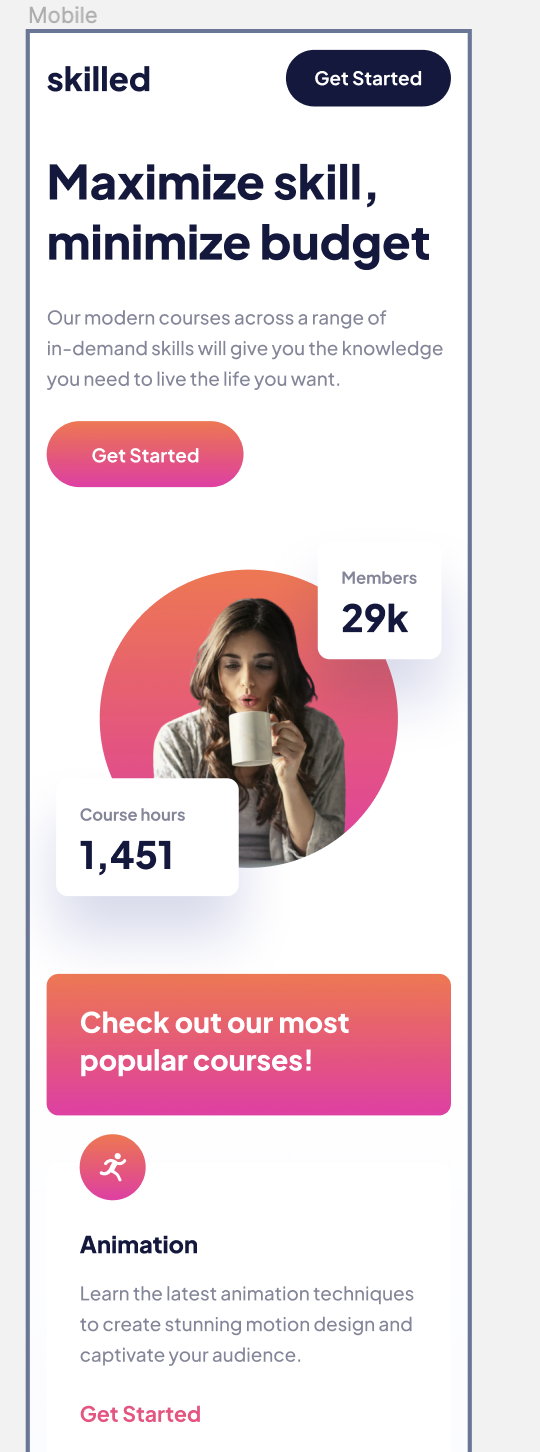 Mobile
skilled
Get Started
Maximize skill,
minimize budget
Our modern courses across a range of
in-demand skills will give you the knowledge
you need to live the life you want.
Get Started
Members
29k
Course hours
1,451
Check out our most
popular courses!
Animation
Learn the latest animation techniques
to create stunning motion design and
captivate your audience.
Get Started